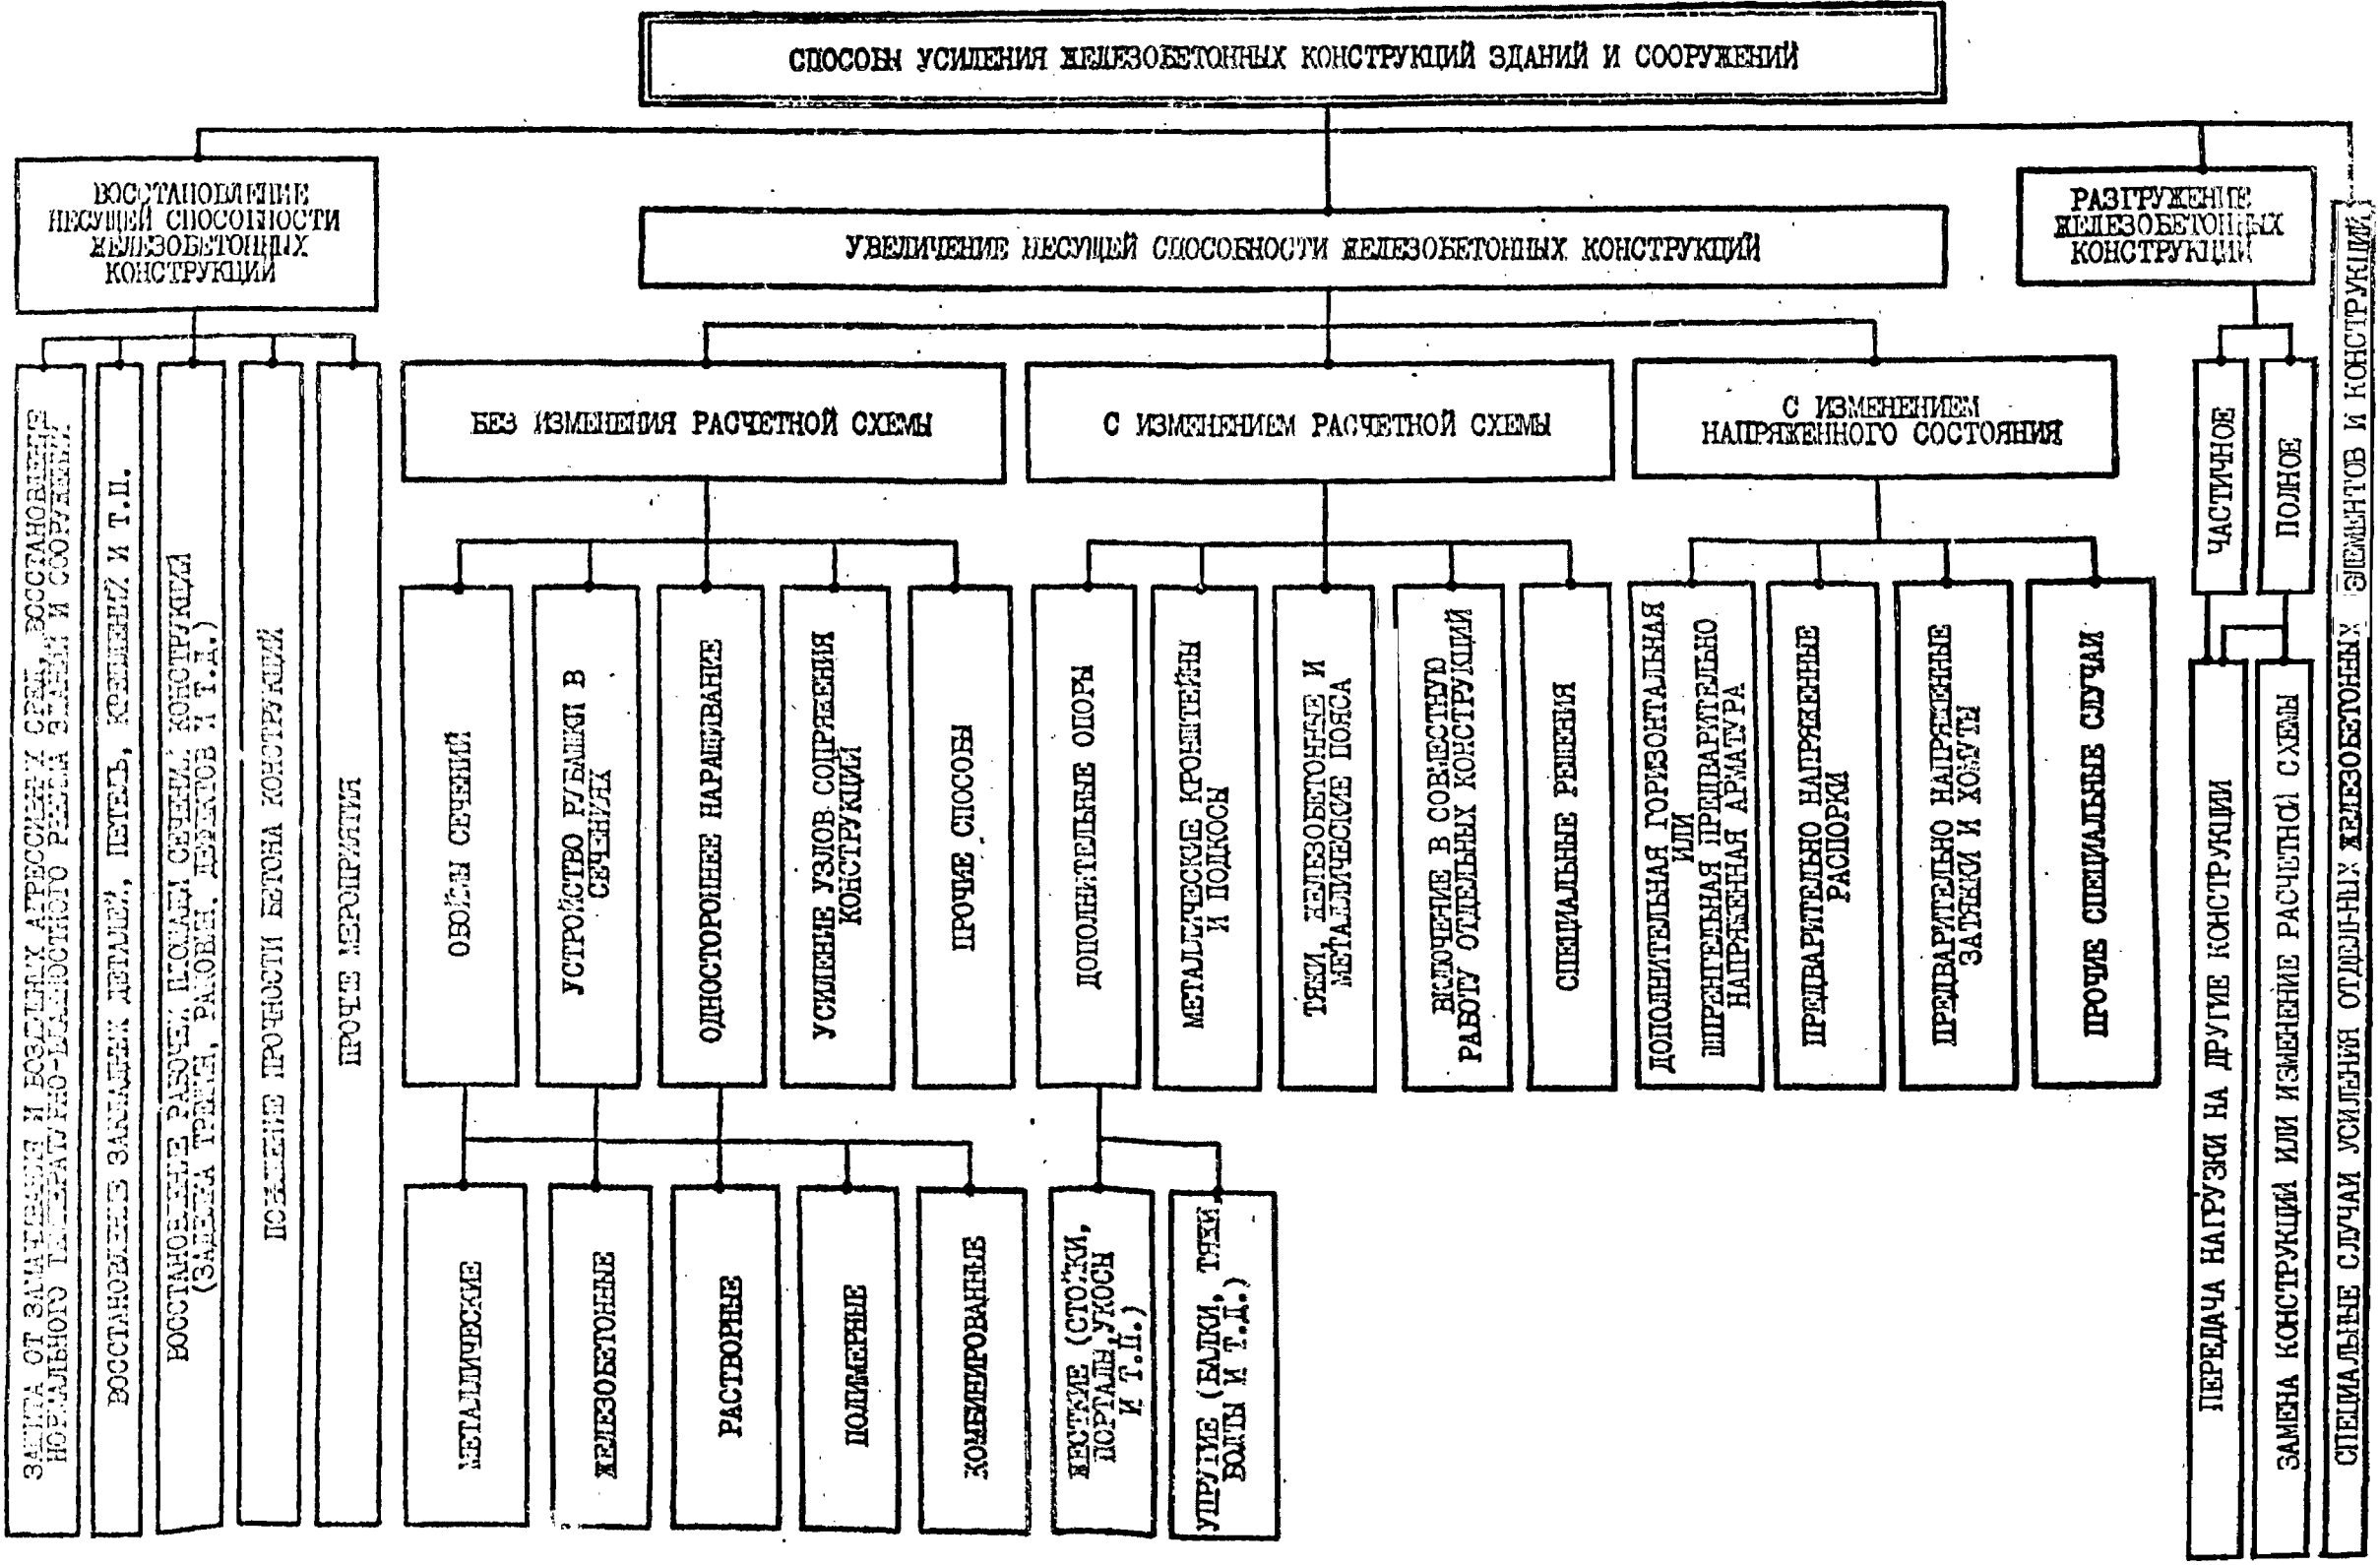 СПОСОБЫ УСИЛЕНИЯ ЖЕЛЕЗОБЕТОННЫХ КОНСТРУКЦИЙ ЗДАНИЙ И СООРУЖЕНИЙ
ВОССТАНОВЛЕНИЕ
НЕСУЩЕЙ СПОСОБНОСТИ
ЖЕЛЕЗОБЕТОННЫХ
КОНСТРУКЦИЙ
УВЕЛИЧЕНИЕ НЕСУЩЕЙ СПОСОБНОСТИ ЖЕЛЕЗОБЕТОННЫХ КОНСТРУКЦИЙ
РАЗГРУЖЕНИЕ
ЖЕЛЕЗОБЕТОННЫХ
КОНСТРУКЦИЙ
СПЕЦИАЛЬНЫЕ СЛУЧАИ УСИЛЕНИЯ ОТДЕЛЬНЫХ ЖЕЛЕЗОБЕТОННЫХ ЭЛЕМЕНТОВ И КОНСТРУКЦИЙ
ЗАЩИТА ОТ ЗАМАЧИВАНИЯ И ВОЗДЕЙСТВИЯ АГРЕССИВНЫХ СРЕД, ВОССТАНОВЛЕНИЕ
НОРМАЛЬНОГО ТЕМПЕРАТУРНО-ВЛАЖНОСТНОГО РЕЖИМА ЗДАНИЙ И СООРУЖЕНИЙ
ВОССТАНОВЛЕНИЕ ЗАКЛАДНЫХ ДЕТАЛЕЙ, ПЕТЕЛЬ, КРЕПЛЕНИЙ И Т.П.
ВОССТАНОВЛЕНИЕ РАБОЧЕЙ ПЛОЩАДИ СЕЧЕНИЙ КОНСТРУКЦИЙ
(ЗАДЕЛКА ТРЕЩИН, РАКОВИН, ДЕФЕКТОВ И Т.Д.)
ПОВЫШЕНИЕ ПРОЧНОСТИ БЕТОНА КОНСТРУКЦИЙ
ПРОЧИЕ МЕРОПРИЯТИЯ
БЕЗ ИЗМЕНЕНИЯ РАСЧЕТНОЙ СХЕМЫ
С ИЗМЕНЕНИЕМ РАСЧЕТНОЙ СХЕМЫ
С ИЗМЕНЕНИЕМ
НАПРЯЖЕННОГО СОСТОЯНИЯ
ЧАСТИЧНОЕ
ПОЛНОЕ
ОБОЙМЫ СЕЧЕНИЙ
УСТРОЙСТВО РУБАШКИ В
СЕЧЕНИЯХ
ОДНОСТОРОННЕЕ НАРАЩИВАНИЕ
УСИЛЕНИЕ УЗЛОВ СОПРЯЖЕНИЯ
КОНСТРУКЦИЙ
ПРОЧИЕ СПОСОБЫ
ДОПОЛНИТЕЛЬНЫЕ ОПОРЫ
МЕТАЛЛИЧЕСКИЕ КРОНШТЕЙНЫ
И ПОДКОСЫ
ТЯЖИ, ЖЕЛЕЗОБЕТОННЫЕ И
МЕТАЛЛИЧЕСКИЕ ПОЯСА
ВКЛЮЧЕНИЕ В СОВМЕСТНУЮ
РАБОТУ ОТДЕЛЬНЫХ КОНСТРУКЦИЙ
СПЕЦИАЛЬНЫЕ РЕШЕНИЯ
ДОПОЛНИТЕЛЬНАЯ ГОРИЗОНТАЛЬНАЯ
ИЛИ
ШПРЕНГЕЛЬНАЯ ПРЕДВАРИТЕЛЬНО
НАПРЯЖЕННАЯ АРМАТУРА
ПРЕДВАРИТЕЛЬНО НАПРЯЖЕННЫЕ
РАСПОРКИ
ПРЕДВАРИТЕЛЬНО НАПРЯЖЕННЫЕ
ЗАТЯЖКИ И ХОМУТЫ
ПРОЧИЕ СПЕЦИАЛЬНЫЕ СЛУЧАИ
ПЕРЕДАЧА НАГРУЗКИ НА ДРУГИЕ КОНСТРУКЦИИ
ЗАМЕНА КОНСТРУКЦИЙ ИЛИ ИЗМЕНЕНИЕ РАСЧЕТНОЙ СХЕМЫ
МЕТАЛЛИЧЕСКИЕ
ЖЕЛЕЗОБЕТОННЫЕ
РАСТВОРНЫЕ
ПОЛИМЕРНЫЕ
КОМБИНИРОВАННЫЕ
ЖЕСТКИЕ (СТОЙКИ,
ПОРТАЛЫ, УКОСЫ
И Т.П.)
УПРУГИЕ (БАЛКИ, ТЯЖИ
БОЛТЫ И Т.Д.)